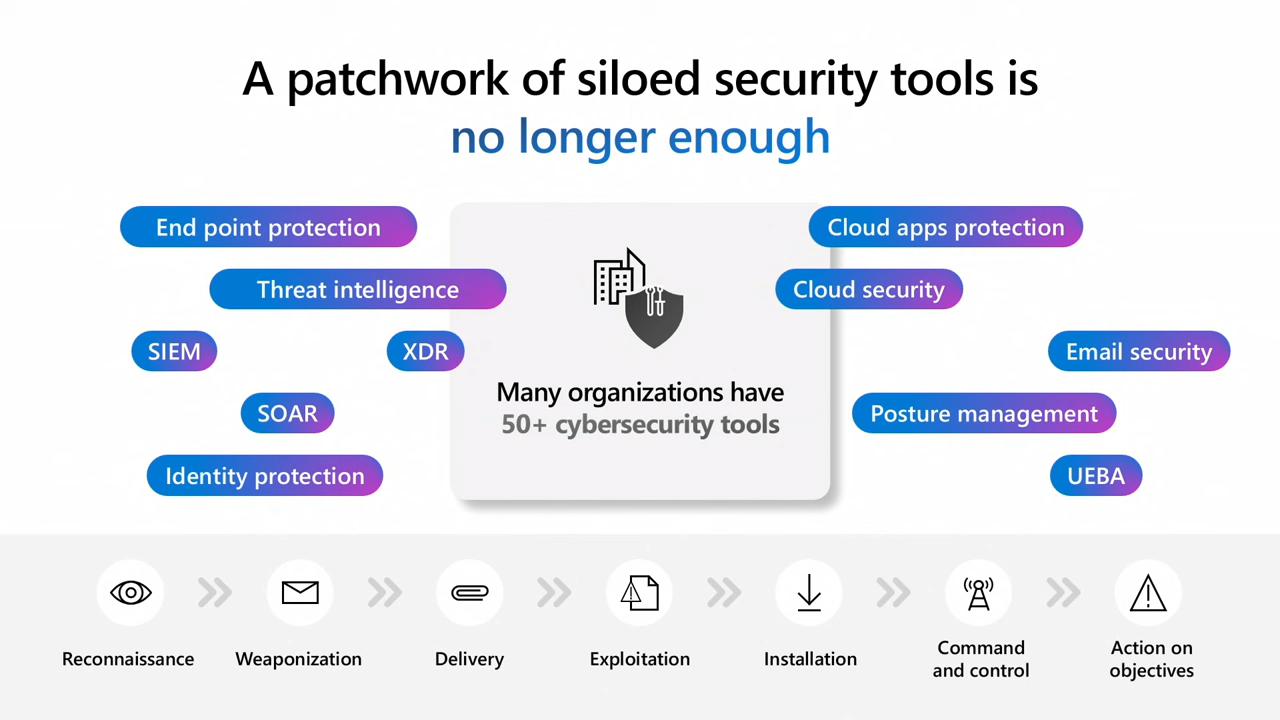 A patchwork of siloed security tools is
no longer enough
End point protection
Cloud apps protection
Threat intelligence
Cloud security
SIEM
XDR
Email security
SOAR
Posture management
Identity protection
UEBA
Many organizations have
50+ cybersecurity tools
Reconnaissance
Weaponization
Delivery
Exploitation
Installation
Command
and control
Action on
objectives